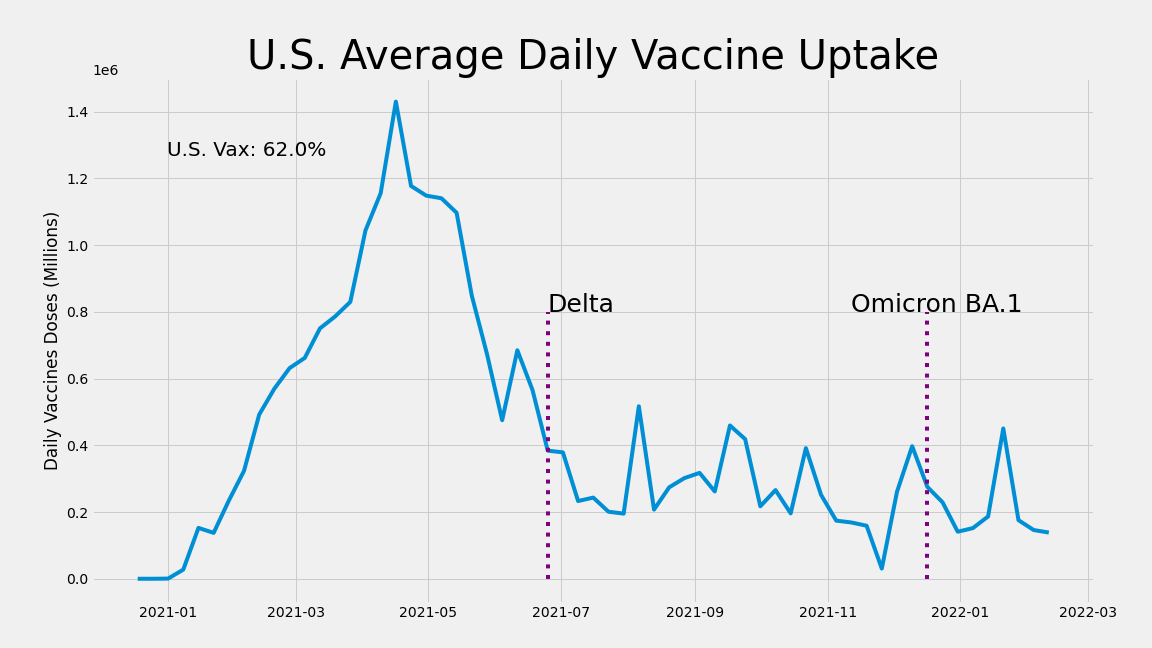 U.S. Average Daily Vaccine Uptake
1e6
1.4
U.S. Vax: 62.0%
1.2
1.0
Daily Vaccines Doses (Millions)
0.8
Delta
Omicron BA.1
0.6
0.4
0.2
0.0
2021-01
2021-03
2021-05
2021-07
2021-09
2021-11
2022-01
2022-03